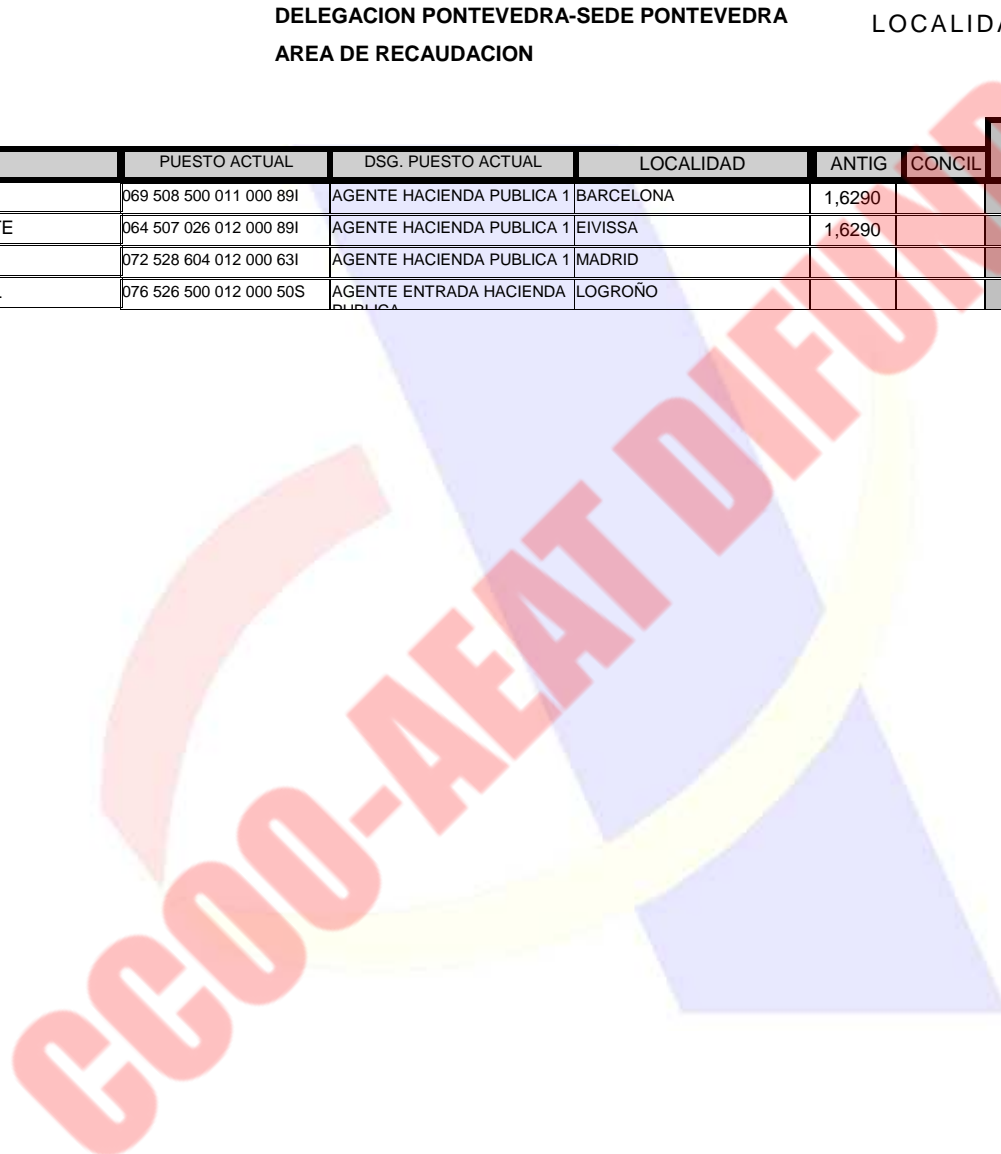 DELEGACION PONTEVEDRA-SEDE PONTEVEDRA
AREA DE RECAUDACION
PUESTO ACTUAL DSG. PUESTO ACTUAL LOCALIDAD ANTIG CONCIL
069 508 500 011 000 89I AGENTE HACIENDA PUBLICA 1 BARCELONA 1,6290
064 507 026 012 000 89I AGENTE HACIENDA PUBLICA 1 EIVISSA 1,6290
072 528 604 012 000 63I AGENTE HACIENDA PUBLICA 1 MADRID
076 526 500 012 000 50S AGENTE ENTRADA HACIENDA LOGROÑO
PUBLICA
CCOO-AEAT